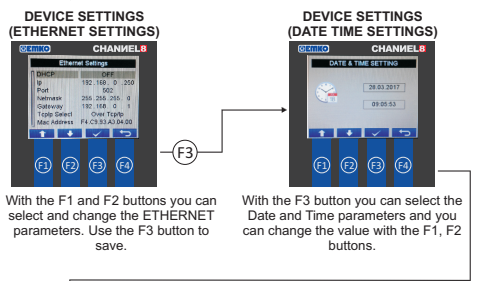 DEVICE SETTINGS
(ETHERNET SETTINGS)
EMKO CHANNEL8
Ethernet Settings
DHCP OFF
Ip 192.168. 0 .250
Port 502
Netmask 255.255.255. 0
Gateway 192.168. 0 . 1
TcpIp Select Over Tcp/Ip
Mac Address F4.C9.93.A0.04.00
F1 F2 F3 F4
With the F1 and F2 buttons you can
select and change the ETHERNET
parameters. Use the F3 button to
save.
F3
DEVICE SETTINGS
(DATE TIME SETTINGS)
EMKO CHANNEL8
DATE & TIME SETTING
28.03.2017
09:05:53
F1 F2 F3 F4
With the F3 button you can select the
Date and Time parameters and you
can change the value with the F1, F2
buttons.